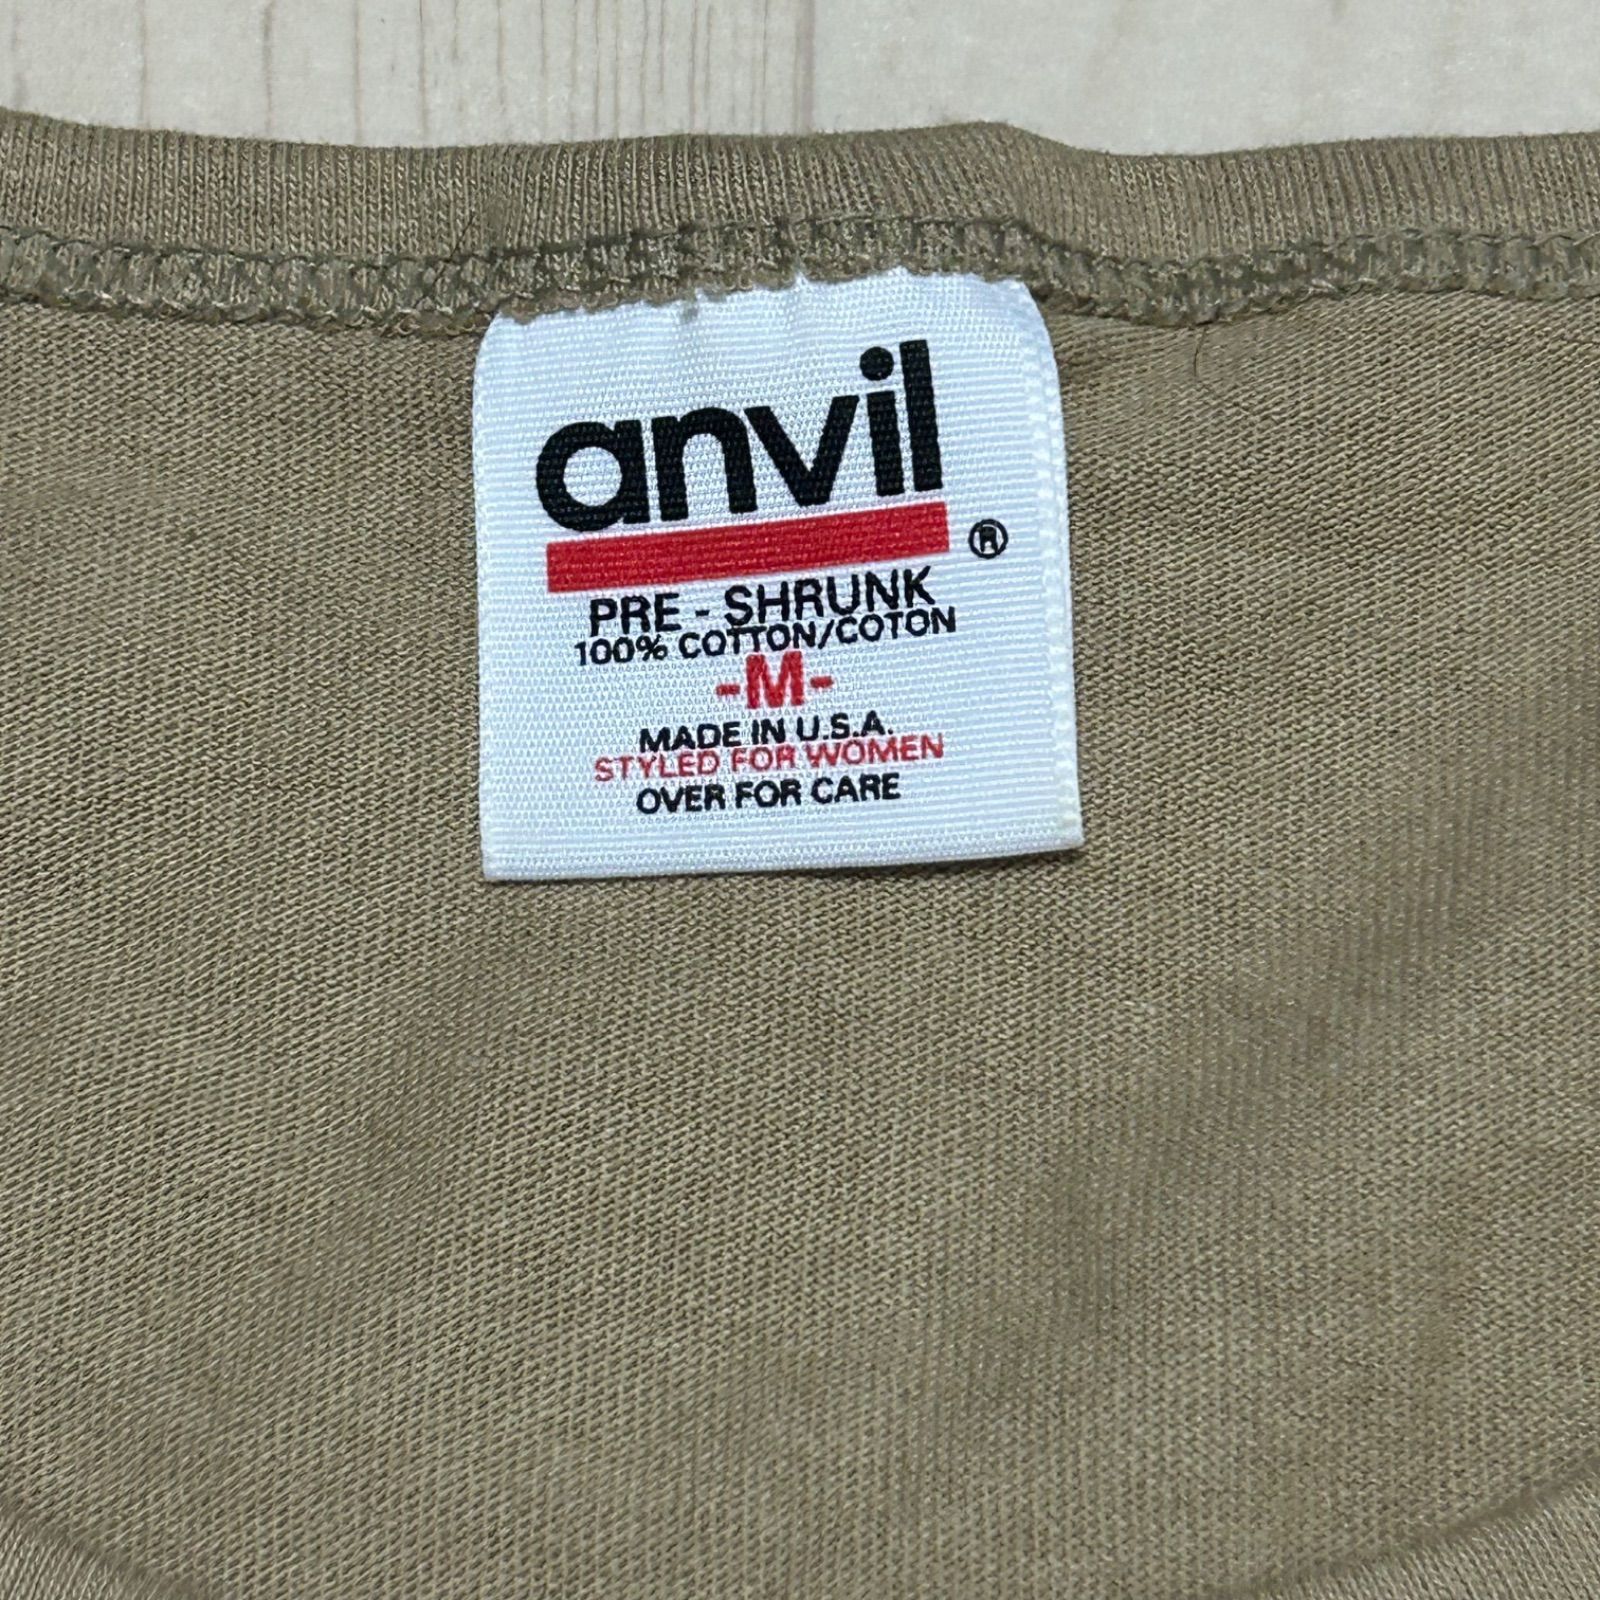 anvil
®
PRE - SHRUNK
100% COTTON/COTON
-M-
MADE IN U.S.A.
STYLED FOR WOMEN
OVER FOR CARE